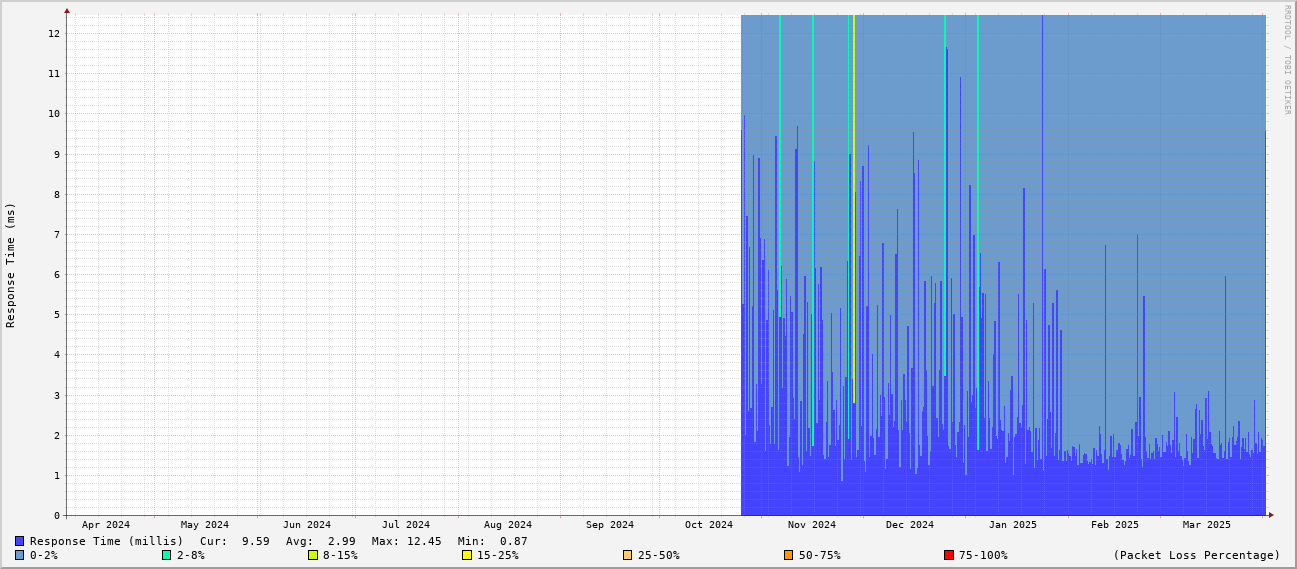 RRDTOOL / TOBI OETIKER
Response Time (ms)
12
11
10
9
8
7
6
5
4
3
2
1
0
Apr 2024 May 2024 Jun 2024 Jul 2024 Aug 2024 Sep 2024 Oct 2024 Nov 2024 Dec 2024 Jan 2025 Feb 2025 Mar 2025
Response Time (millis) Cur: 9.59 Avg: 2.99 Max: 12.45 Min: 0.87
0-2% 2-8% 8-15% 15-25% 25-50% 50-75% 75-100% (Packet Loss Percentage)